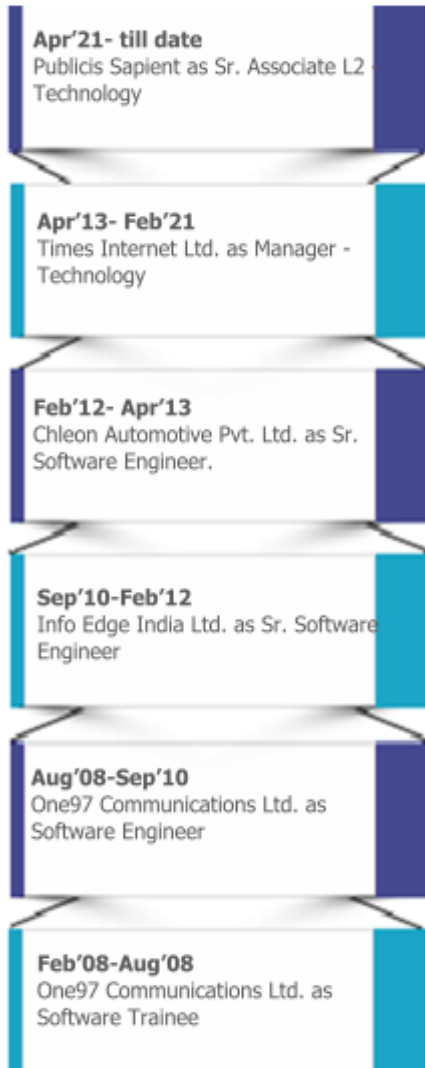 Apr'21- till date
Publicis Sapient as Sr. Associate L2 -
Technology
Apr'13- Feb'21
Times Internet Ltd. as Manager -
Technology
Feb'12- Apr'13
Chleon Automotive Pvt. Ltd. as Sr.
Software Engineer.
Sep'10-Feb'12
Info Edge India Ltd. as Sr. Software
Engineer
Aug'08-Sep'10
One97 Communications Ltd. as
Software Engineer
Feb'08-Aug'08
One97 Communications Ltd. as
Software Trainee